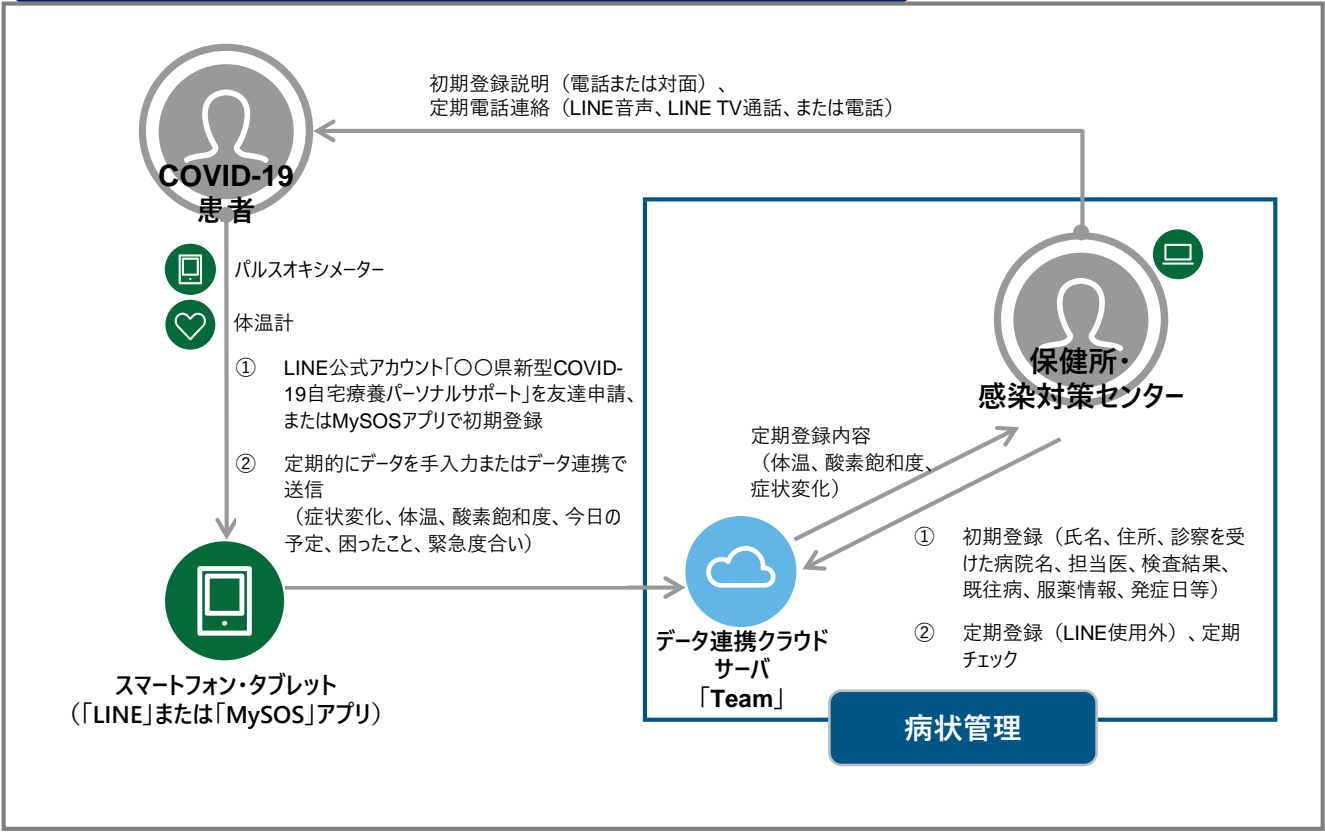 初期登録説明（電話または対面）、
定期電話連絡（LINE音声、LINE TV通話、または電話）
COVID-19
患者
パルスオキシメーター
体温計
① LINE公式アカウント「〇〇県新型COVID-
19自宅療養パーソナルサポート」を友達申請、
またはMySOSアプリで初期登録
② 定期的にデータを手入力またはデータ連携で
送信
（症状変化、体温、酸素飽和度、今日の
予定、困ったこと、緊急度合い）
スマートフォン・タブレット
（「LINE」または「MySOS」アプリ）
保健所・
感染対策センター
定期登録内容
（体温、酸素飽和度、
症状変化）
データ連携クラウド
サーバ
「Team」
① 初期登録（氏名、住所、診察を受
けた病院名、担当医、検査結果、
既往病、服薬情報、発症日等）
② 定期登録（LINE使用外）、定期
チェック
病状管理